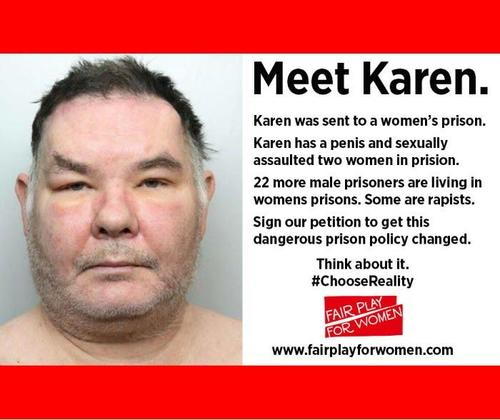 Meet Karen.
Karen was sent to a women's prison.
Karen has a penis and sexually
assaulted two women in prision.
22 more male prisoners are living in
womens prisons. Some are rapists.
Sign our petition to get this
dangerous prison policy changed.
Think about it.
#ChooseReality
FAIR PLAY
FOR WOMEN
www.fairplayforwomen.com